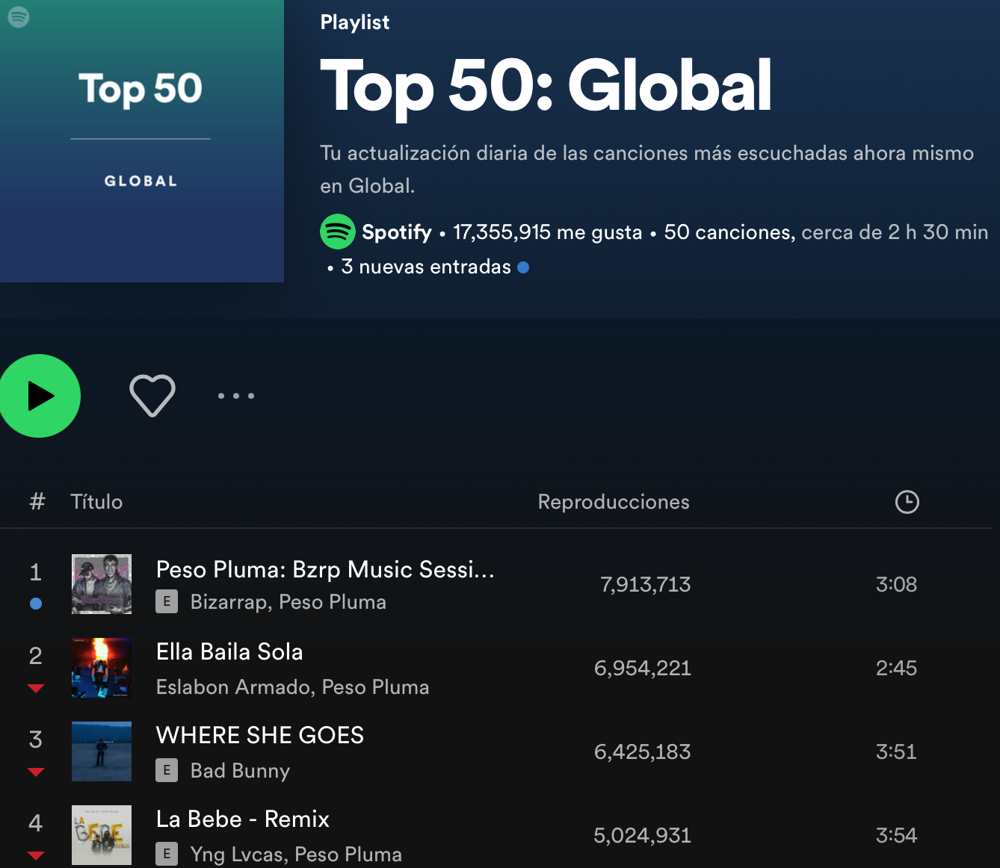 Top 50
GLOBAL
Playlist
Top 50: Global
Tu actualización diaria de las canciones más escuchadas ahora mismo
en Global.
Spotify • 17,355,915 me gusta • 50 canciones, cerca de 2 h 30 min
• 3 nuevas entradas
# Título Reproducciones
1 Peso Pluma: Bzrp Music Sessi... 7,913,713 3:08
E Bizarrap, Peso Pluma
2 Ella Baila Sola 6,954,221 2:45
Eslabon Armado, Peso Pluma
3 WHERE SHE GOES 6,425,183 3:51
E Bad Bunny
4 La Bebe - Remix 5,024,931 3:54
E Yng Lvcas, Peso Pluma
LA
BEBE